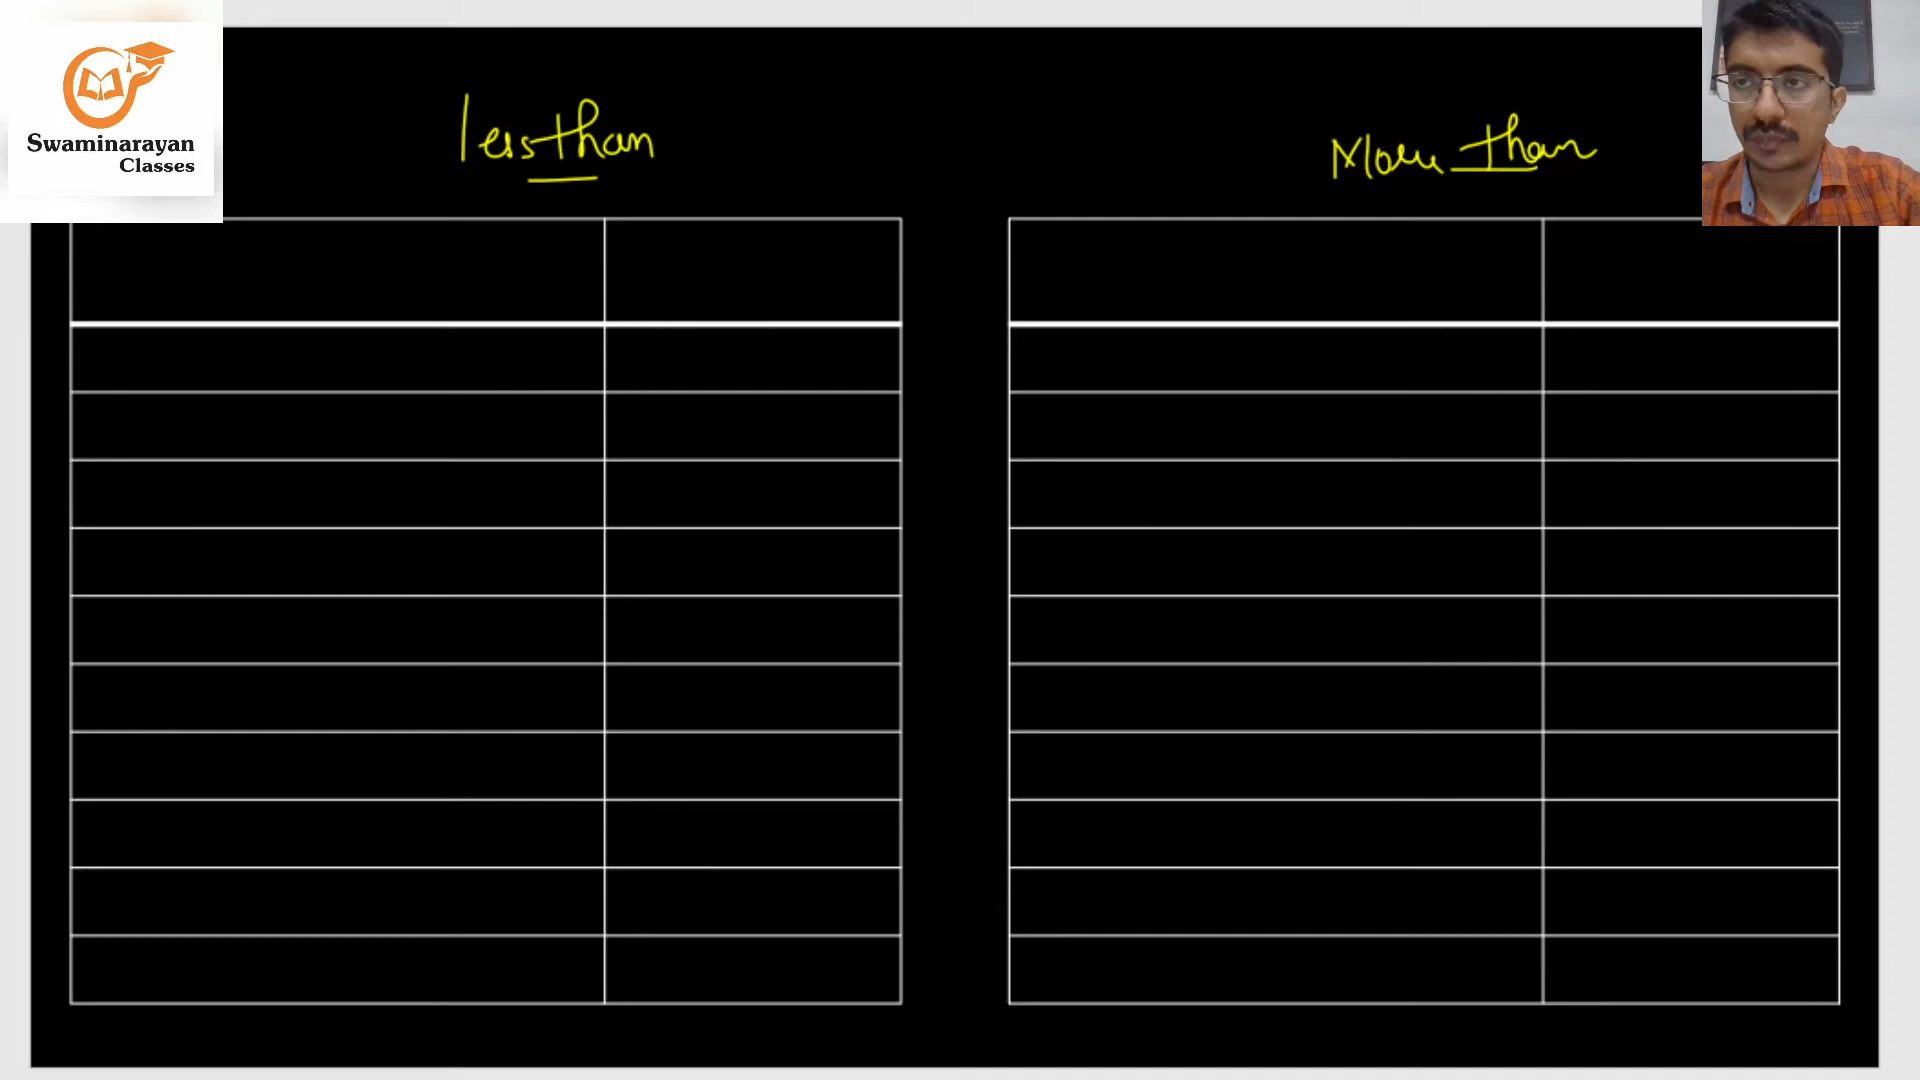 Swaminarayan
Classes
less than
More than